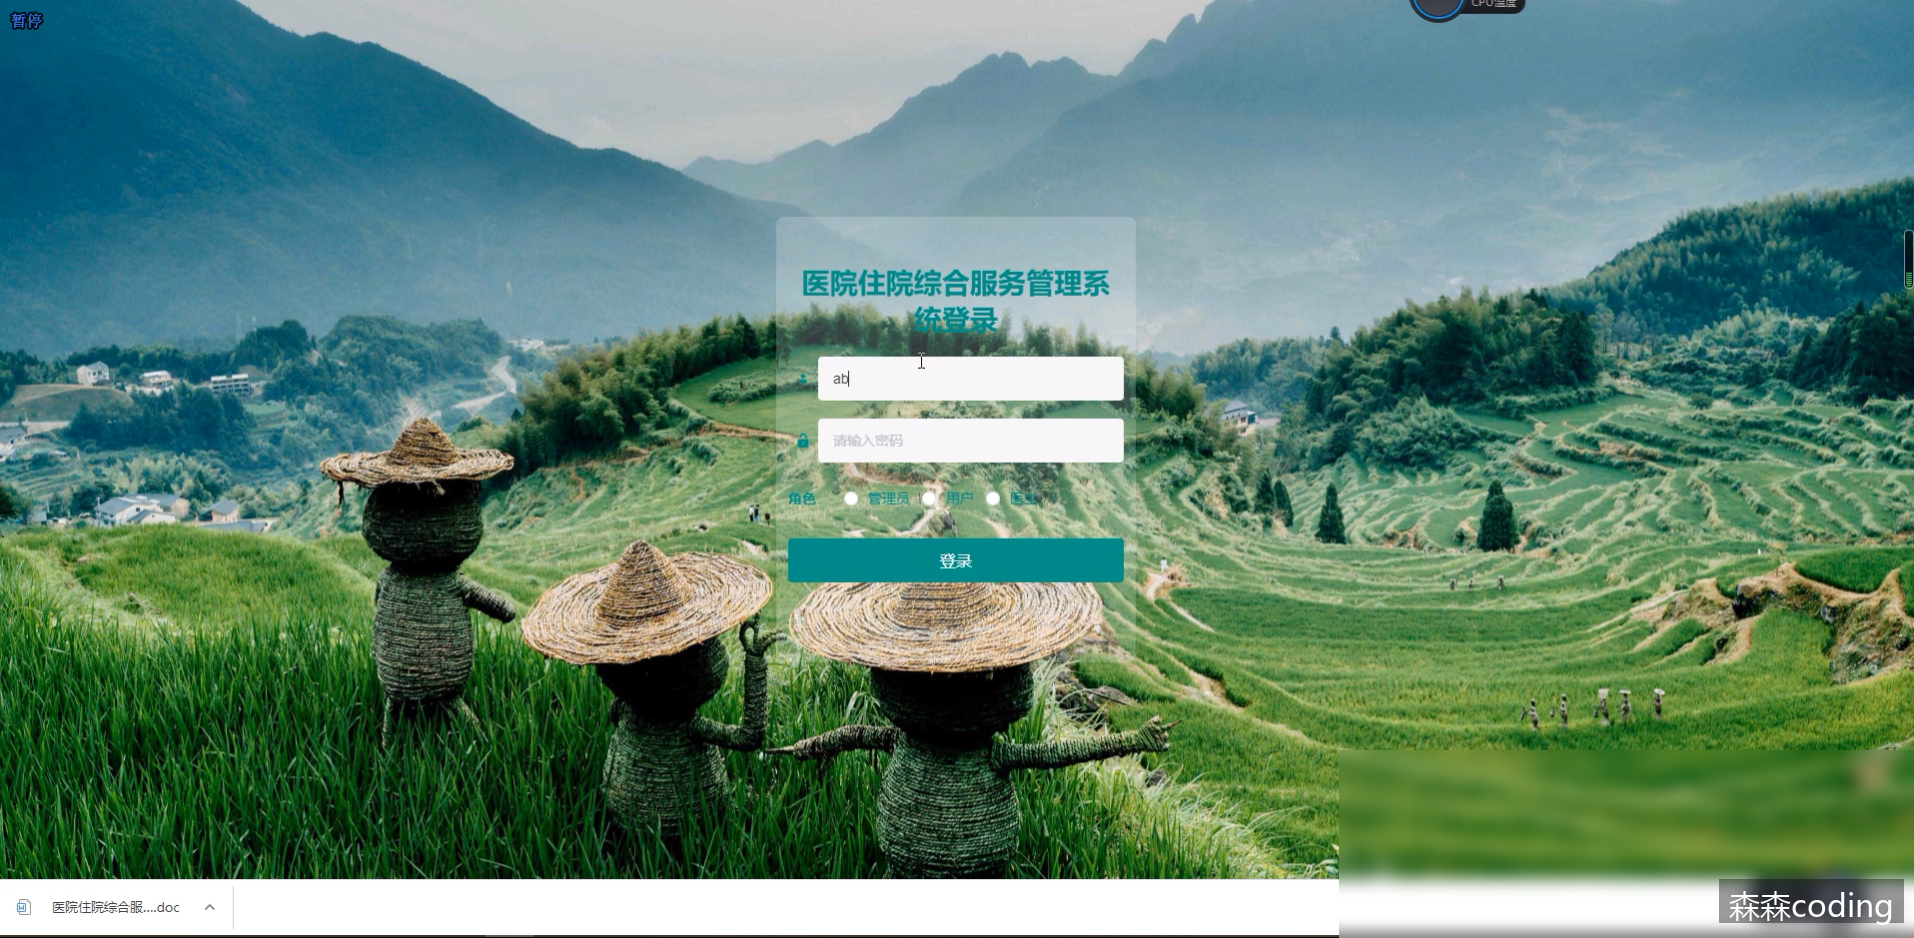 暂停
CPU温度
医院住院综合服务管理系
统登录
ab
请输入密码
角色 管理员 用户 医生
登录
医院住院综合服....doc
森森coding